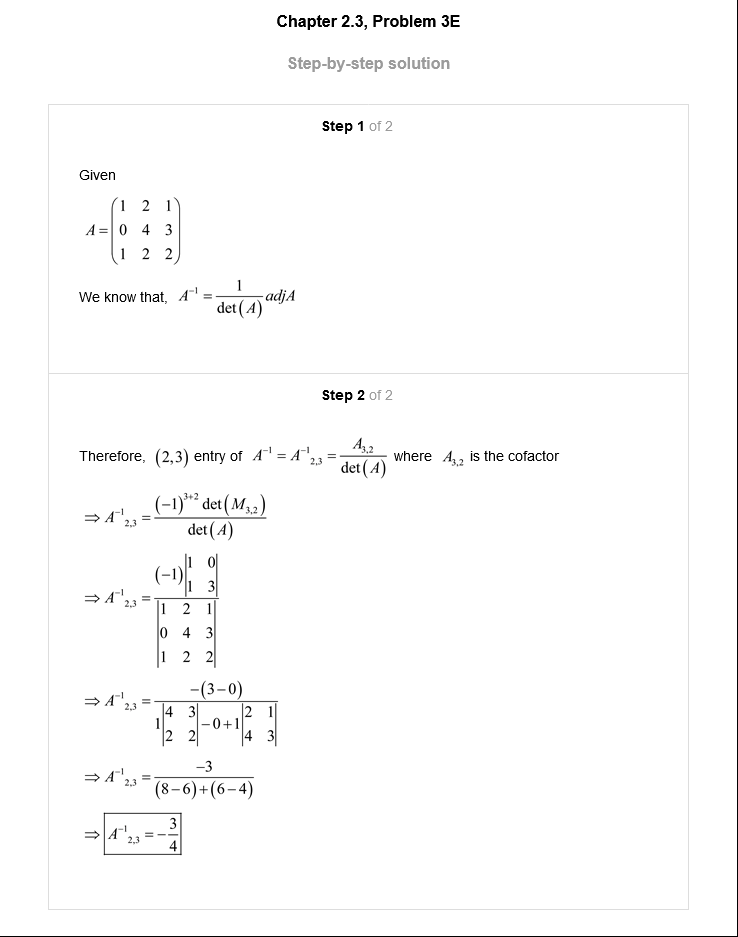 Chapter 2.3, Problem 3E
Step-by-step solution
Step 1 of 2
Given
A = \begin{pmatrix} 1 & 2 & 1 \\ 0 & 4 & 3 \\ 1 & 2 & 2 \end{pmatrix}
We know that, A^{-1} = \frac{1}{\det(A)} adjA
Step 2 of 2
Therefore, (2,3) entry of A^{-1} = A^{-1}_{2,3} = \frac{A_{3,2}}{\det(A)} where A_{3,2} is the cofactor
⇒ A^{-1}_{2,3} = \frac{(-1)^{3+2} \det(M_{3,2})}{\det(A)}
⇒ A^{-1}_{2,3} = \frac{(-1)\begin{vmatrix} 1 & 0 \\ 1 & 3 \end{vmatrix}}{\begin{vmatrix} 1 & 2 & 1 \\ 0 & 4 & 3 \\ 1 & 2 & 2 \end{vmatrix}}
⇒ A^{-1}_{2,3} = \frac{-(3-0)}{1\begin{vmatrix} 4 & 3 \\ 2 & 2 \end{vmatrix} - 0 + 1\begin{vmatrix} 2 & 1 \\ 4 & 3 \end{vmatrix}}
⇒ A^{-1}_{2,3} = \frac{-3}{(8-6)+(6-4)}
⇒ A^{-1}_{2,3} = -\frac{3}{4}